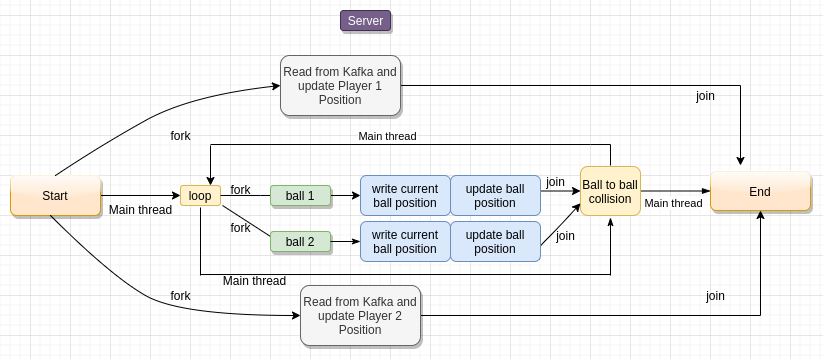 Server
Read from Kafka and
update Player 1
Position
join
fork
Main thread
Start
Main thread
loop
fork
fork
ball 1
write current
ball position
update ball
position
join
ball 2
write current
ball position
update ball
position
join
Ball to ball
collision
Main thread
End
Main thread
fork
Read from Kafka and
update Player 2
Position
join